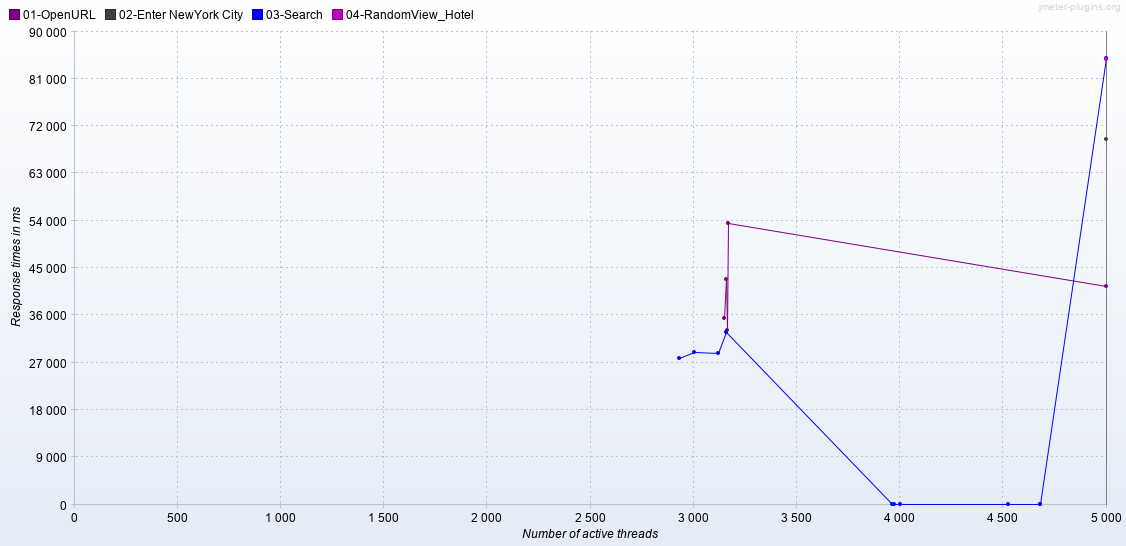 01-OpenURL 02-Enter NewYork City 03-Search 04-RandomView_Hotel
jmeter-plugins.org
90 000
81 000
72 000
63 000
54 000
45 000
36 000
27 000
18 000
9 000
0
Response times in ms
0 500 1 000 1 500 2 000 2 500 3 000 3 500 4 000 4 500 5 000
Number of active threads